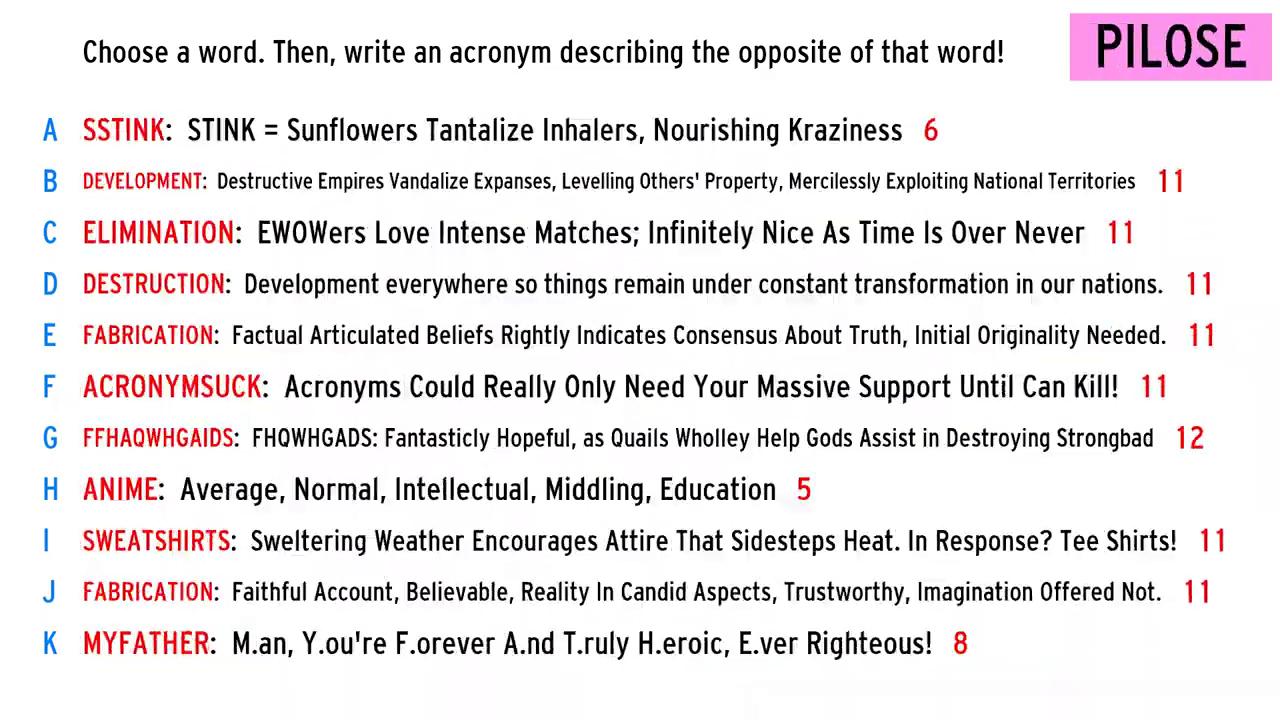 Choose a word. Then, write an acronym describing the opposite of that word!
PILOSE
A SSTINK: STINK = Sunflowers Tantalize Inhalers, Nourishing Kraziness 6
B DEVELOPMENT: Destructive Empires Vandalize Expanses, Levelling Others' Property, Mercilessly Exploiting National Territories 11
C ELIMINATION: EWOWers Love Intense Matches; Infinitely Nice As Time Is Over Never 11
D DESTRUCTION: Development everywhere so things remain under constant transformation in our nations. 11
E FABRICATION: Factual Articulated Beliefs Rightly Indicates Consensus About Truth, Initial Originality Needed. 11
F ACRONYMSUCK: Acronyms Could Really Only Need Your Massive Support Until Can Kill! 11
G FFHAQWHGAIDS: FHQWHGADS: Fantasticly Hopeful, as Quails Wholley Help Gods Assist in Destroying Strongbad 12
H ANIME: Average, Normal, Intellectual, Middling, Education 5
I SWEATSHIRTS: Sweltering Weather Encourages Attire That Sidesteps Heat. In Response? Tee Shirts! 11
J FABRICATION: Faithful Account, Believable, Reality In Candid Aspects, Trustworthy, Imagination Offered Not. 11
K MYFATHER: M.an, Y.ou're F.orever A.nd T.ruly H.eroic, E.ver Righteous! 8